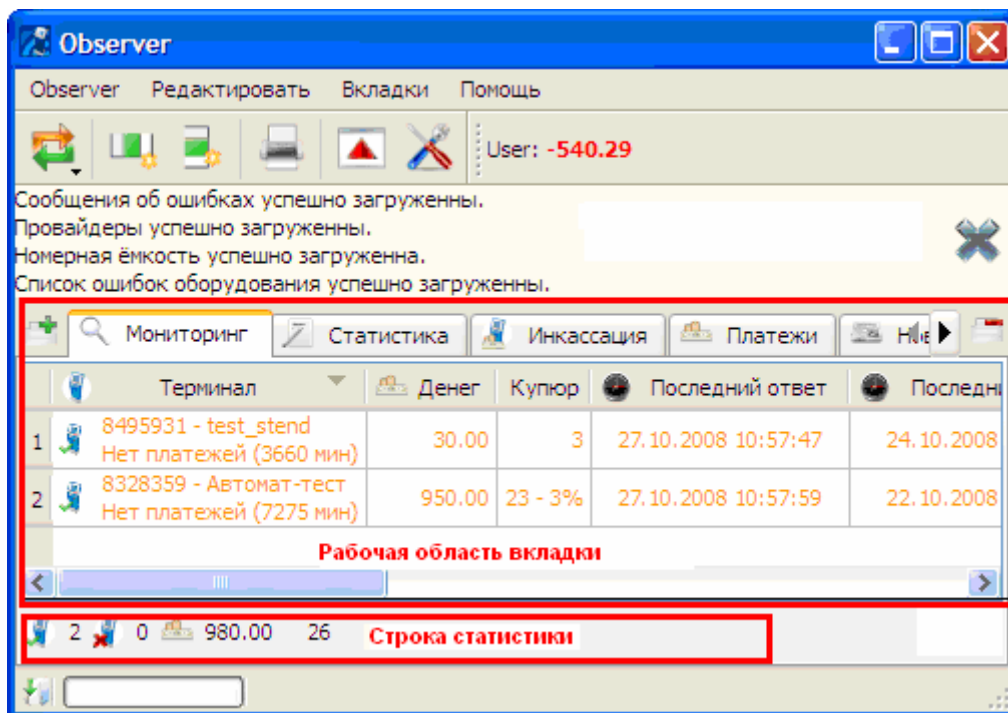 Observer
Observer Редактировать Вкладки Помощь
User: -540.29
Сообщения об ошибках успешно загруженны.
Провайдеры успешно загруженны.
Номерная ёмкость успешно загруженна.
Список ошибок оборудования успешно загруженны.
Мониторинг Статистика Инкассация Платежи
Терминал Денег Купюр Последний ответ Последн
1 8495931 - test_stend 30.00 3 27.10.2008 10:57:47 24.10.2008
Нет платежей (3660 мин)
2 8328359 - Автомат-тест 950.00 23 - 3% 27.10.2008 10:57:59 22.10.2008
Нет платежей (7275 мин)
Рабочая область вкладки
2 0 980.00 26 Строка статистики